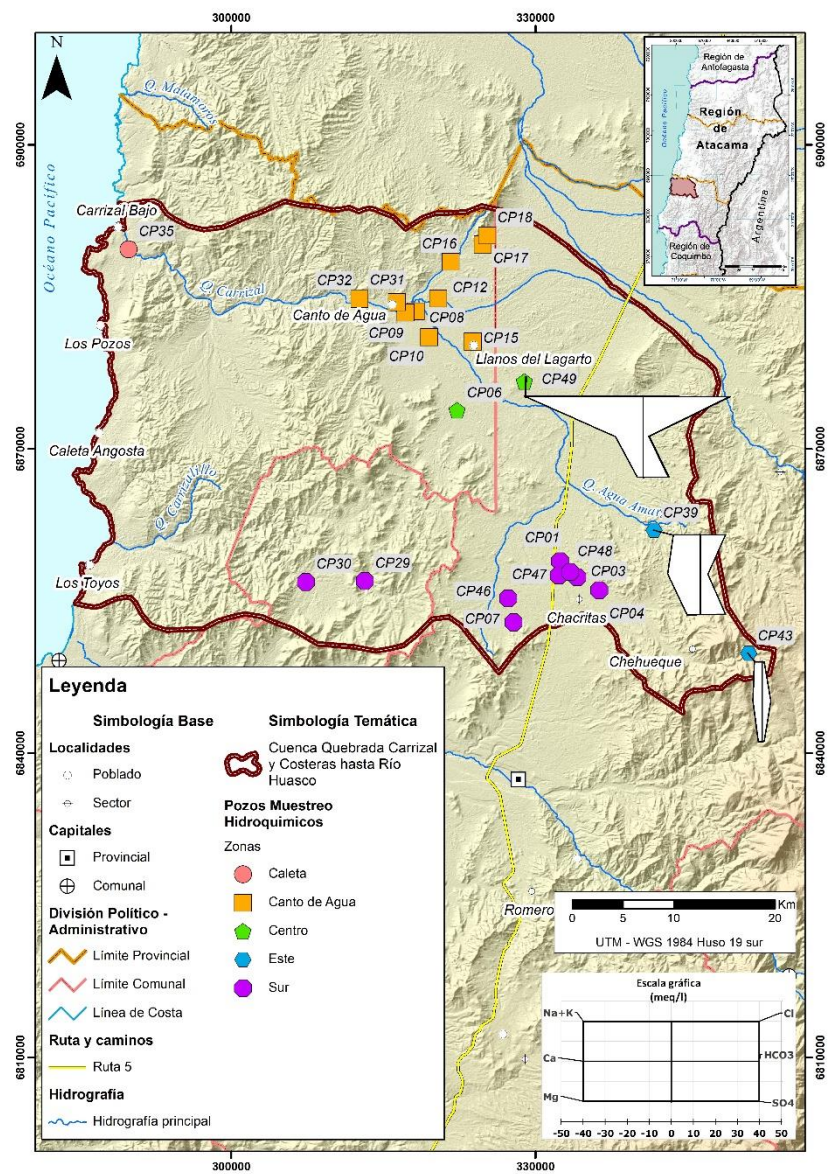 300000
330000
N
Q. Matamoros
6900000
6900000
Océano Pacífico
Región de
Antofagasta
Región
de
Atacama
Océano Pacífico
Argentina
Región de
Coquimbo
Carrizal Bajo
CP35
CP18
CP16
CP17
Q. Carrizal
CP32
CP31
CP12
Canto de Agua
CP08
CP09
CP10
CP15
Llanos del Lagarto
Los Pozos
CP49
CP06
6870000
6870000
Caleta Angosta
Q. Carrizalillo
CP39
CP01
CP48
CP30
CP29
CP47
CP03
Los Toyos
CP46
CP04
CP07
Chacritas
CP43
Chehueque
6840000
6840000
Romero
Leyenda
Simbología Base
Localidades
Poblado
Sector
Capitales
Provincial
Comunal
División Político -
Administrativo
Límite Provincial
Límite Comunal
Línea de Costa
Ruta y caminos
Ruta 5
Hidrografía
Hidrografía principal
Simbología Temática
Cuenca Quebrada Carrizal
y Costeras hasta Río
Huasco
Pozos Muestreo
Hidroquimicos
Zonas
Caleta
Canto de Agua
Centro
Este
Sur
Km
0 5 10 20
UTM - WGS 1984 Huso 19 sur
Escala gráfica
(meq/l)
Na+K
Cl
Ca
HCO3
Mg
SO4
-50 -40 -30 -20 -10 0 10 20 30 40 50
6810000
6810000
300000
330000